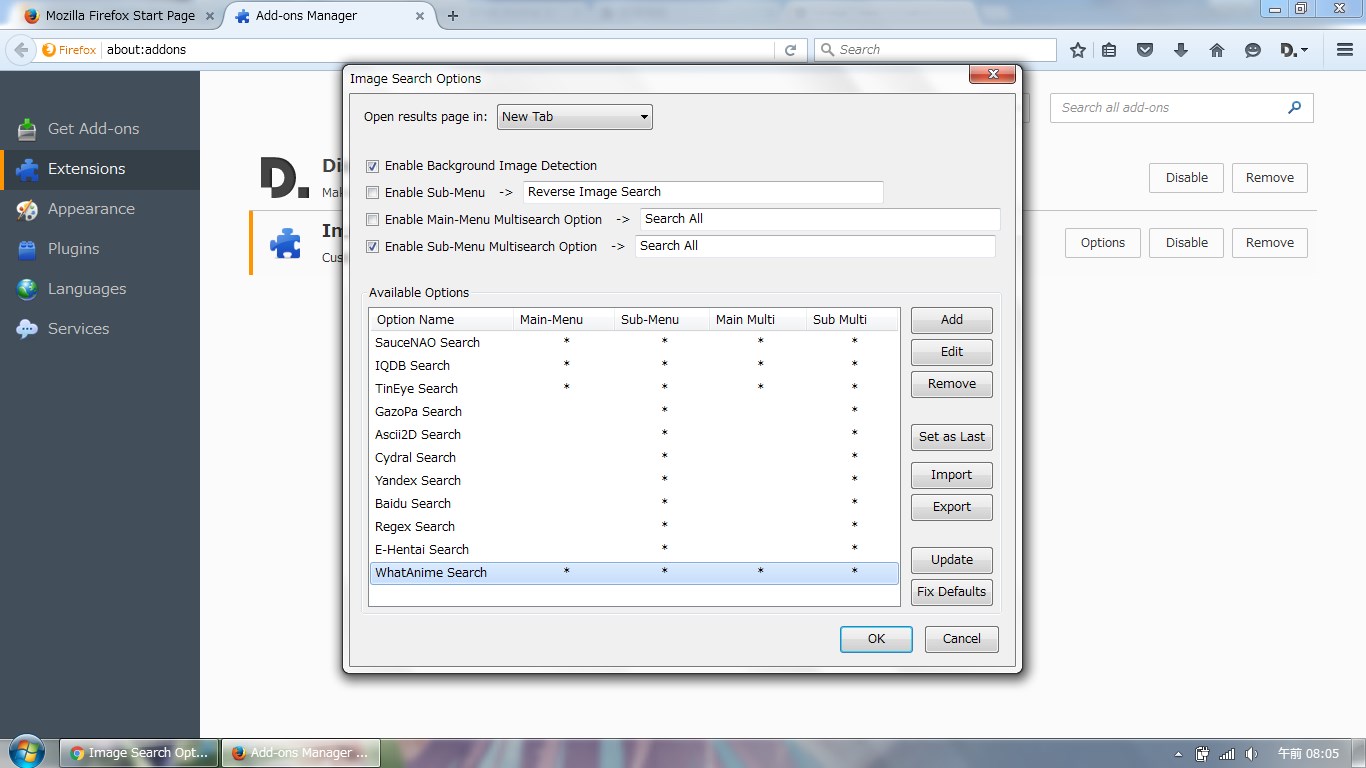 Mozilla Firefox Start Page
Add-ons Manager
Firefox about:addons
Search
Image Search Options
Open results page in: New Tab
Search all add-ons
Enable Background Image Detection
Enable Sub-Menu -> Reverse Image Search
Enable Main-Menu Multisearch Option -> Search All
Enable Sub-Menu Multisearch Option -> Search All
Get Add-ons
Extensions
Appearance
Plugins
Languages
Services
D.
Disable Remove
Options Disable Remove
Available Options
Option Name Main-Menu Sub-Menu Main Multi Sub Multi
SauceNAO Search * * * *
IQDB Search * * * *
TinEye Search * * * *
GazoPa Search * *
Ascii2D Search * *
Cydral Search * *
Yandex Search * *
Baidu Search * *
Regex Search * *
E-Hentai Search * *
WhatAnime Search * * * *
Add
Edit
Remove
Set as Last
Import
Export
Update
Fix Defaults
OK Cancel
Image Search Opt...
Add-ons Manager ...
午前 08:05